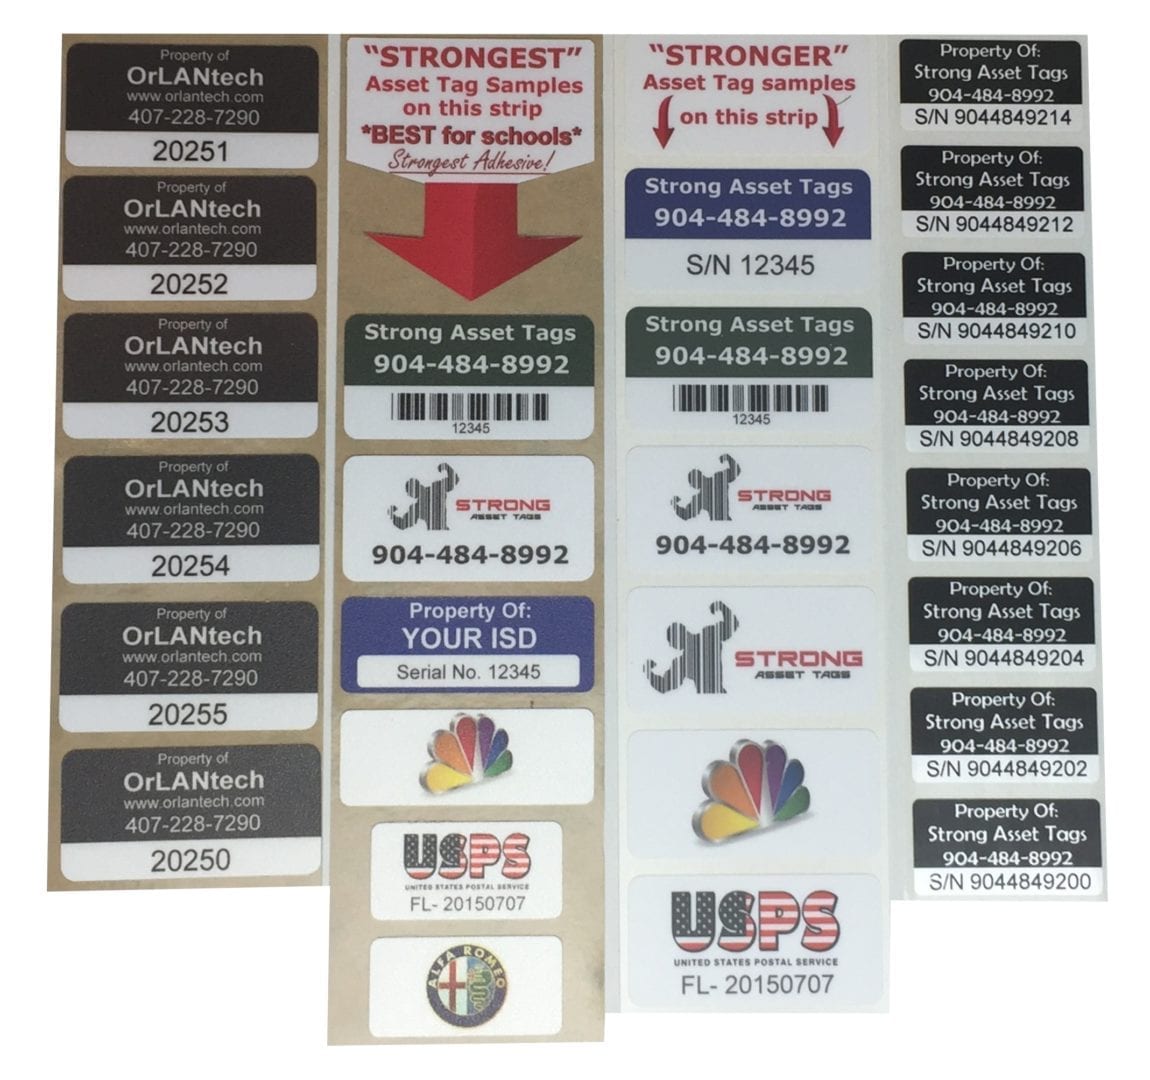 Property of
OrLANtech
www.orlantech.com
407-228-7290
20251
Property of
OrLANtech
www.orlantech.com
407-228-7290
20252
Property of
OrLANtech
www.orlantech.com
407-228-7290
20253
Property of
OrLANtech
www.orlantech.com
407-228-7290
20254
Property of
OrLANtech
www.orlantech.com
407-228-7290
20255
Property of
OrLANtech
www.orlantech.com
407-228-7290
20250
"STRONGEST"
Asset Tag Samples
on this strip
*BEST for schools*
Strongest Adhesive!
Strong Asset Tags
904-484-8992
12345
STRONG
ASSET TAGS
904-484-8992
Property Of:
YOUR ISD
Serial No. 12345
USPS
UNITED STATES POSTAL SERVICE
FL- 20150707
ALFA ROMEO
"STRONGER"
Asset Tag samples
on this strip
Strong Asset Tags
904-484-8992
S/N 12345
Strong Asset Tags
904-484-8992
12345
STRONG
ASSET TAGS
904-484-8992
STRONG
ASSET TAGS
USPS
UNITED STATES POSTAL SERVICE
FL- 20150707
Property Of:
Strong Asset Tags
904-484-8992
S/N 9044849214
Property Of:
Strong Asset Tags
904-484-8992
S/N 9044849212
Property Of:
Strong Asset Tags
904-484-8992
S/N 9044849210
Property Of:
Strong Asset Tags
904-484-8992
S/N 9044849208
Property Of:
Strong Asset Tags
904-484-8992
S/N 9044849206
Property Of:
Strong Asset Tags
904-484-8992
S/N 9044849204
Property Of:
Strong Asset Tags
904-484-8992
S/N 9044849202
Property Of:
Strong Asset Tags
904-484-8992
S/N 9044849200